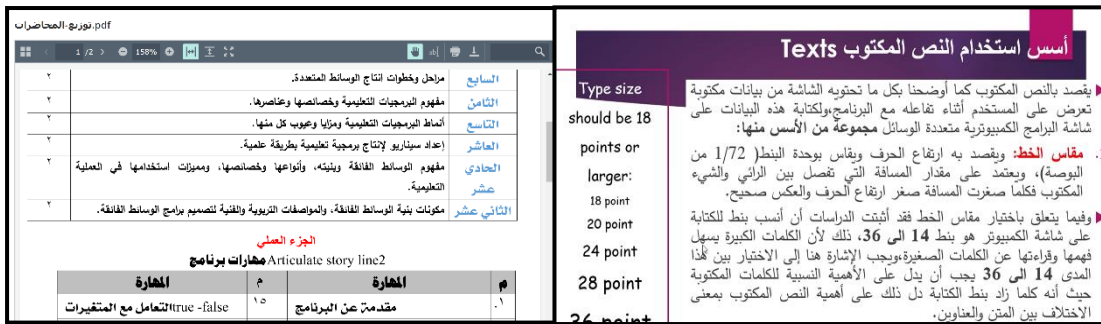 توزيع-المحاضرات.pdf
1 /2
158%
السابع مراحل وخطوات انتاج الوسائط المتعددة. ٢
الثامن مفهوم البرمجيات التعليمية وخصائصها وعناصرها. ٢
التاسع أنماط البرمجيات التعليمية ومزايا وعيوب كل منها. ٢
العاشر إعداد سيناريو لإنتاج برمجية تعليمية بطريقة علمية. ٢
الحادي عشر مفهوم الوسائط الفائقة وبنيته، وأنواعها وخصائصها، ومميزات استخدامها في العملية ٢
التعليمية.
الثاني عشر مكونات بنية الوسائط الفائقة، والمواصفات التربوية والفنية لتصميم برامج الوسائط الفائقة. ٢
الجزء العملي
مهارات برنامج Articulate story line2
م المهارة م المهارة
٠١ مقدمة عن البرنامج ١٥ التعامل مع المتغيرات true -false
أسس استخدام النص المكتوب Texts
يقصد بالنص المكتوب كما أوضحنا بكل ما تحتويه الشاشة من بيانات مكتوبة
تعرض على المستخدم أثناء تفاعله مع البرنامج،ولكتابة هذه البيانات على
شاشة البرامج الكمبيوترية متعددة الوسائل مجموعة من الأسس منها:
مقاس الخط: ويقصد به ارتفاع الحرف ويقاس بوحدة البنط( 1/72 من
البوصة)، ويعتمد على مقدار المسافة التي تفصل بين الرائي والشيء
المكتوب فكلما صغرت المسافة صغر ارتفاع الحرف والعكس صحيح.
وفيما يتعلق باختيار مقاس الخط فقد أثبتت الدراسات أن أنسب بنط للكتابة
على شاشة الكمبيوتر هو بنط 14 الى 36، ذلك لأن الكلمات الكبيرة يسهل
فهمها وقراءتها عن الكلمات الصغيرة،ويجب الإشارة هنا إلى الاختيار بين هذا
المدى 14 الى 36 يجب أن يدل على الأهمية النسبية للكلمات المكتوبة
حيث أنه كلما زاد بنط الكتابة دل ذلك على أهمية النص المكتوب بمعنى
الاختلاف بين المتن والعناوين.
Type size
should be 18
points or
larger:
18 point
20 point
24 point
28 point
36 point